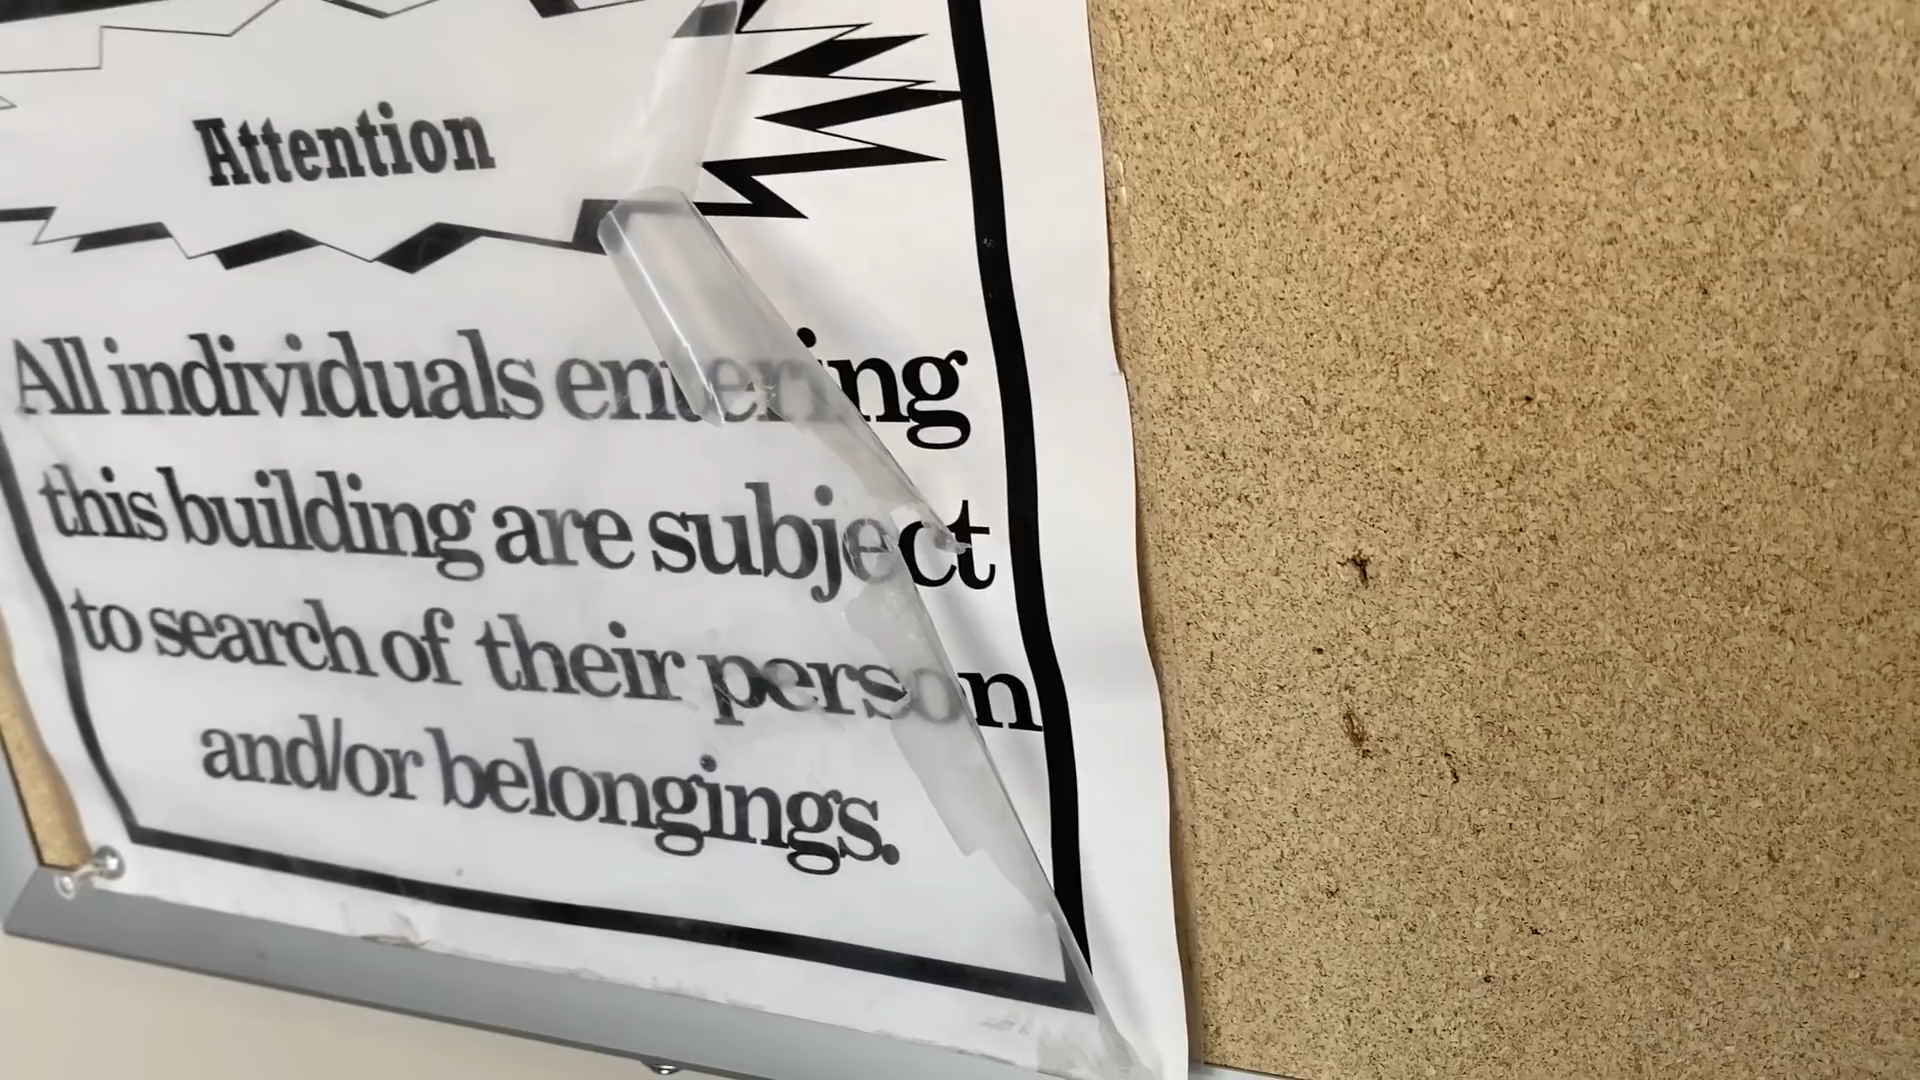 Attention
All individuals entering
this building are subject
to search of their person
and/or belongings.